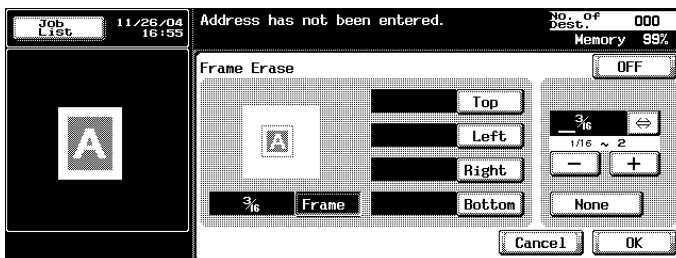 Job List
11/26/04
16:55
Address has not been entered.
No. of Dest. 000
Memory 99%
Frame Erase
OFF
A
A
Top
Left
Right
Bottom
3/16 Frame
3/16 ⇔
1/16 ~ 2
− +
None
Cancel
OK